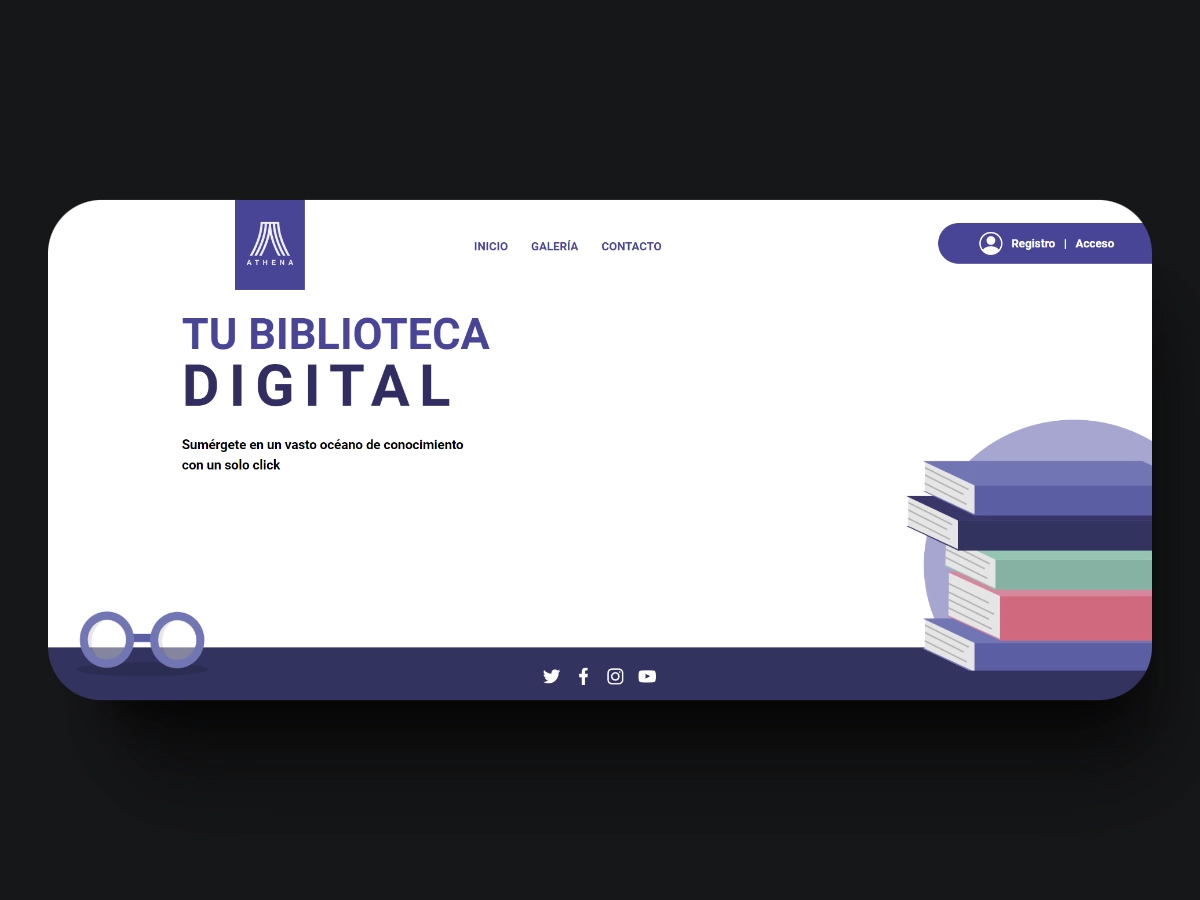 ATHENA
INICIO GALERÍA CONTACTO
Registro | Acceso
TU BIBLIOTECA
DIGITAL
Sumérgete en un vasto océano de conocimiento
con un solo click